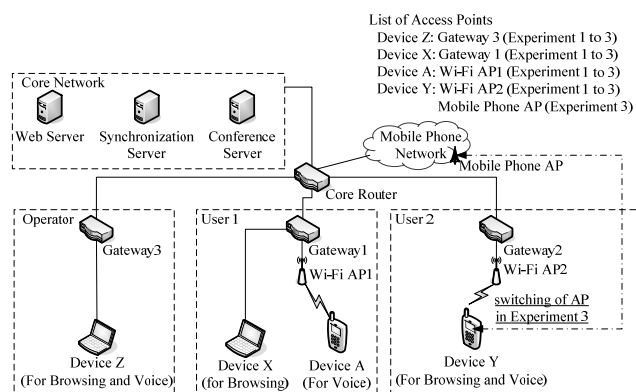 List of Access Points
Device Z: Gateway 3 (Experiment 1 to 3)
Device X: Gateway 1 (Experiment 1 to 3)
Device A: Wi-Fi AP1 (Experiment 1 to 3)
Device Y: Wi-Fi AP2 (Experiment 1 to 3)
Mobile Phone AP (Experiment 3)
Core Network
Web Server
Synchronization
Server
Conference
Server
Mobile Phone
Network
Mobile Phone AP
Core Router
Operator
Gateway3
Device Z
(For Browsing and Voice)
User 1
Gateway1
Wi-Fi AP1
Device X
(for Browsing)
Device A
(For Voice)
User 2
Gateway2
Wi-Fi AP2
switching of AP
in Experiment 3
Device Y
(For Browsing and Voice)